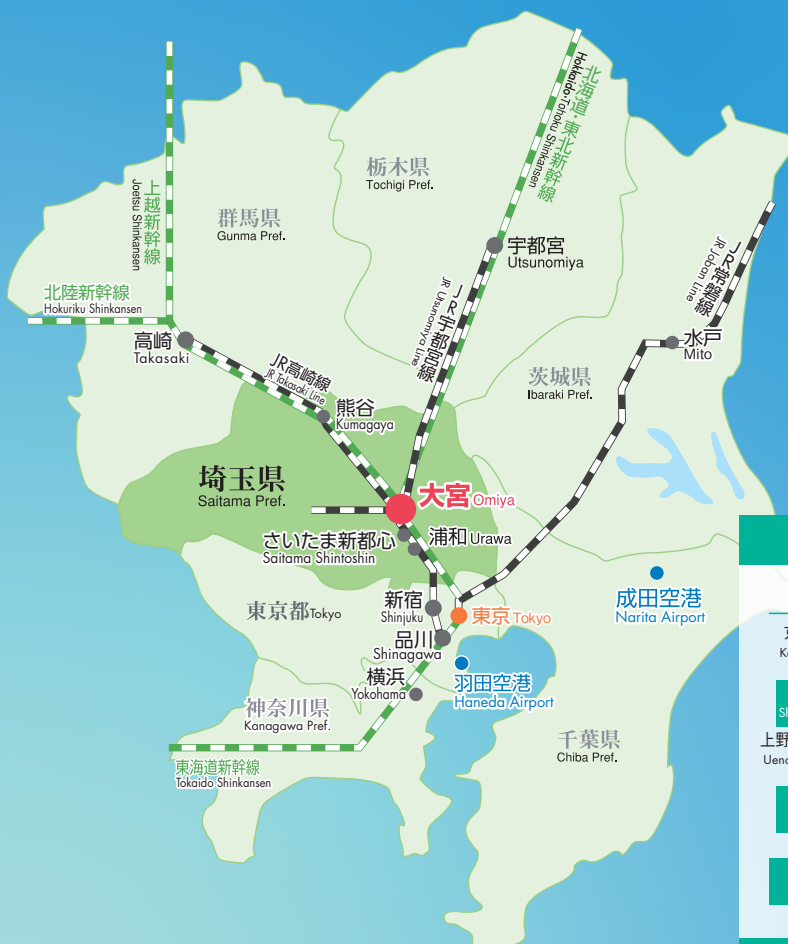 北海道・東北新幹線
Hokkaido·Tohoku Shinkansen
栃木県
Tochigi Pref.
上越新幹線
Joetsu Shinkansen
群馬県
Gunma Pref.
宇都宮
Utsunomiya
JR常磐線
JR Joban Line
北陸新幹線
Hokuriku Shinkansen
JR宇都宮線
JR Utsunomiya Line
高崎
Takasaki
水戸
Mito
JR高崎線
JR Takasaki Line
茨城県
Ibaraki Pref.
熊谷
Kumagaya
埼玉県
Saitama Pref.
大宮 Omiya
さいたま新都心
Saitama Shintoshin
浦和 Urawa
東京都 Tokyo
新宿
Shinjuku
東京 Tokyo
成田空港
Narita Airport
品川
Shinagawa
横浜
Yokohama
羽田空港
Haneda Airport
神奈川県
Kanagawa Pref.
千葉県
Chiba Pref.
東海道新幹線
Tokaido Shinkansen
上野